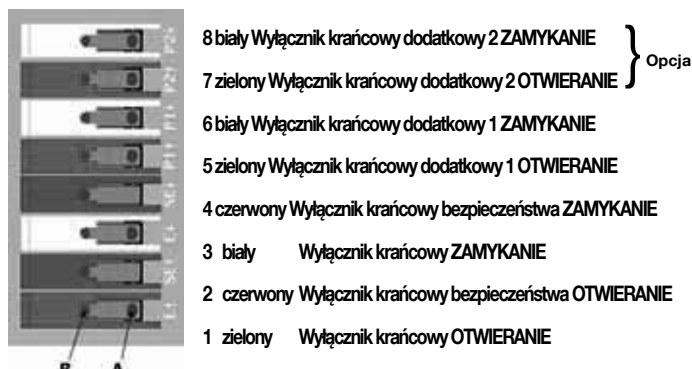 8 biały Wyłącznik krańcowy dodatkowy 2 ZAMYKANIE
7 zielony Wyłącznik krańcowy dodatkowy 2 OTWIERANIE
Opcja
6 biały Wyłącznik krańcowy dodatkowy 1 ZAMYKANIE
5 zielony Wyłącznik krańcowy dodatkowy 1 OTWIERANIE
4 czerwony Wyłącznik krańcowy bezpieczeństwa ZAMYKANIE
3 biały Wyłącznik krańcowy ZAMYKANIE
2 czerwony Wyłącznik krańcowy bezpieczeństwa OTWIERANIE
1 zielony Wyłącznik krańcowy OTWIERANIE
B A